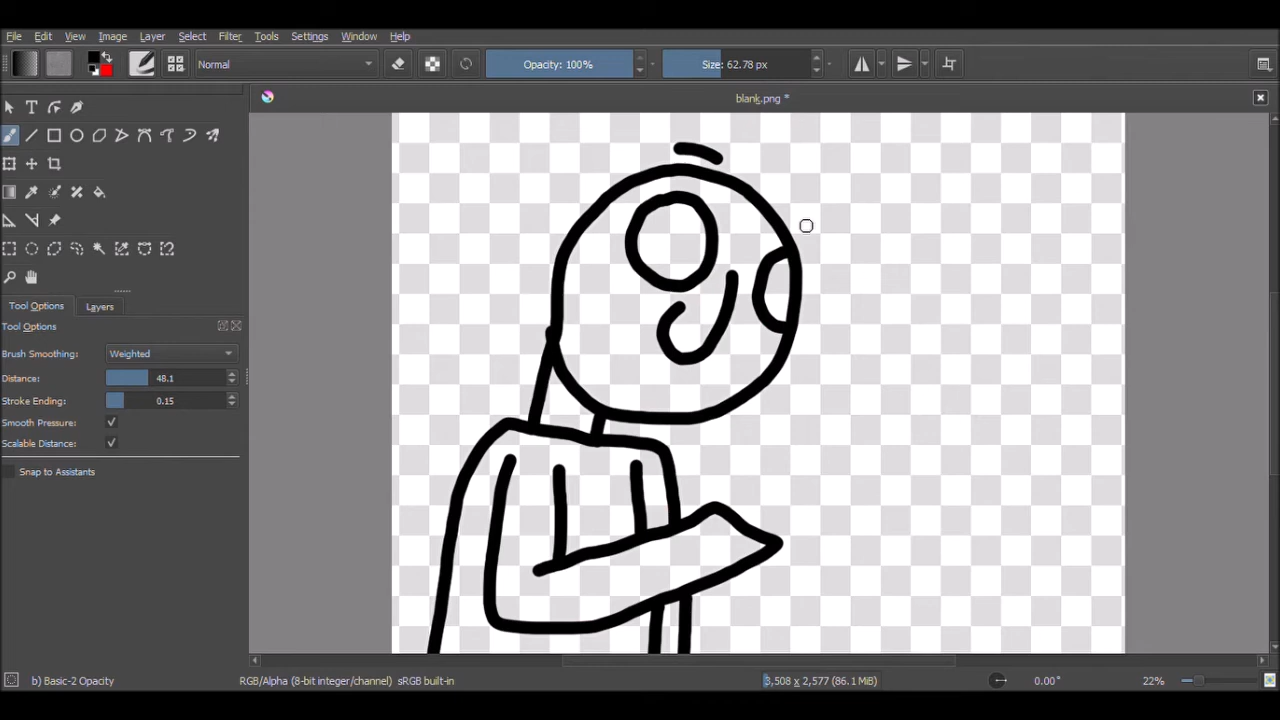 File Edit View Image Layer Select Filter Tools Settings Window Help
Normal Opacity: 100% Size: 62.78 px
blank.png *
Tool Options Layers
Tool Options
Brush Smoothing: Weighted
Distance: 48.1
Stroke Ending: 0.15
Smooth Pressure:
Scalable Distance:
Snap to Assistants
b) Basic-2 Opacity RGB/Alpha (8-bit integer/channel) sRGB built-in 3,508 x 2,577 (86.1 MiB) 0.00° 22%